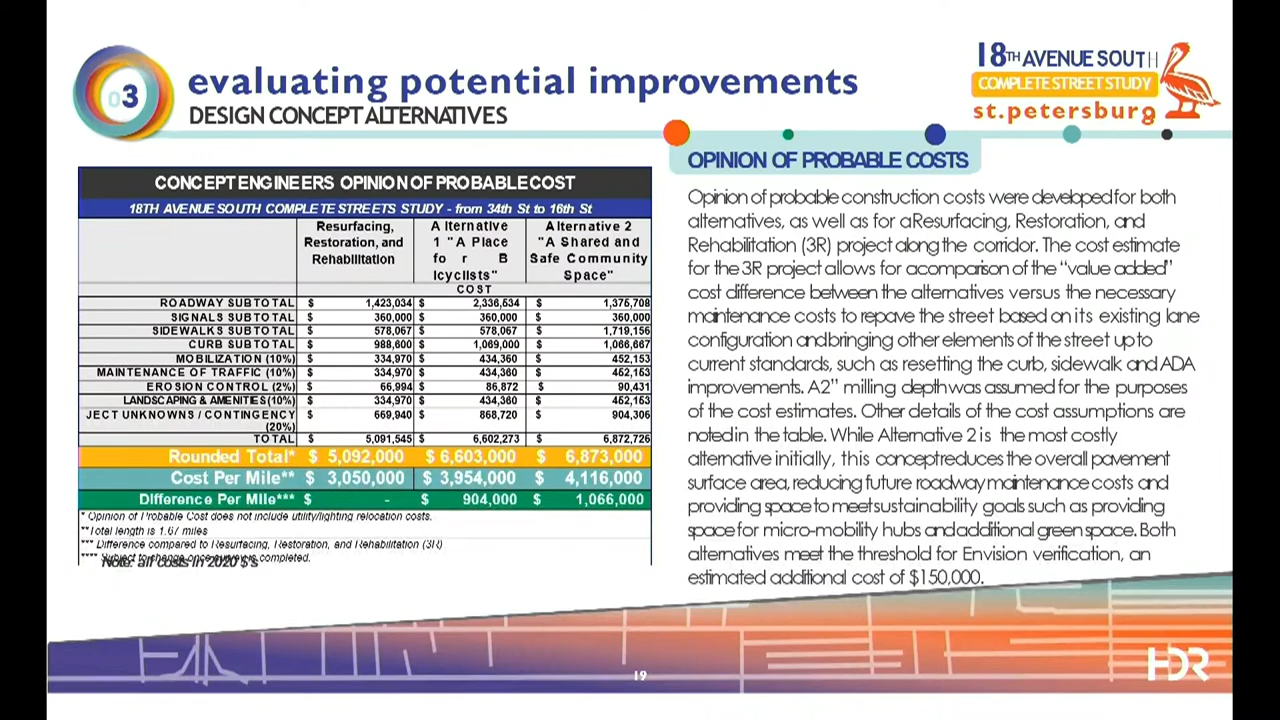 03
evaluating potential improvements
DESIGN CONCEPT ALTERNATIVES
18TH AVENUE SOUTH
COMPLETE STREET STUDY
st.petersburg
CONCEPT ENGINEERS OPINION OF PROBABLE COST
18TH AVENUE SOUTH COMPLETE STREETS STUDY - from 34th St to 16th St
Resurfacing, Restoration, and Rehabilitation
Alternative 1 "A Place for Bicyclists"
Alternative 2 "A Shared and Safe Community Space"
COST
ROADWAY SUBTOTAL $ 1,423,034 $ 2,336,534 $ 1,375,708
SIGNALS SUBTOTAL $ 360,000 $ 360,000 $ 360,000
SIDEWALKS SUBTOTAL $ 578,067 $ 578,067 $ 1,719,156
CURB SUBTOTAL $ 988,600 $ 1,069,000 $ 1,066,667
MOBILIZATION (10%) $ 334,970 $ 434,360 $ 452,153
MAINTENANCE OF TRAFFIC (10%) $ 334,970 $ 434,360 $ 452,153
EROSION CONTROL (2%) $ 66,994 $ 86,872 $ 90,431
LANDSCAPING & AMENITIES (10%) $ 334,970 $ 434,360 $ 452,153
JECT UNKNOWNS / CONTINGENCY (20%) $ 669,940 $ 868,720 $ 904,306
TOTAL $ 5,091,545 $ 6,602,273 $ 6,872,726
Rounded Total* $ 5,092,000 $ 6,603,000 $ 6,873,000
Cost Per Mile** $ 3,050,000 $ 3,954,000 $ 4,116,000
Difference Per Mile*** $ - $ 904,000 $ 1,066,000
* Opinion of Probable Cost does not include utility/lighting relocation costs.
**Total length is 1.67 miles
*** Difference compared to Resurfacing, Restoration, and Rehabilitation (3R)
**** Subject to change once survey is completed.
Note: all costs in 2020 $'s
OPINION OF PROBABLE COSTS
Opinion of probable construction costs were developed for both
alternatives, as well as for a Resurfacing, Restoration, and
Rehabilitation (3R) project along the corridor. The cost estimate
for the 3R project allows for a comparison of the “value added”
cost difference between the alternatives versus the necessary
maintenance costs to repave the street based on its existing lane
configuration and bringing other elements of the street up to
current standards, such as resetting the curb, sidewalk and ADA
improvements. A 2” milling depth was assumed for the purposes
of the cost estimates. Other details of the cost assumptions are
noted in the table. While Alternative 2 is the most costly
alternative initially, this concept reduces the overall pavement
surface area, reducing future roadway maintenance costs and
providing space to meet sustainability goals such as providing
space for micro-mobility hubs and additional green space. Both
alternatives meet the threshold for Envision verification, an
estimated additional cost of $150,000.
19
HDR